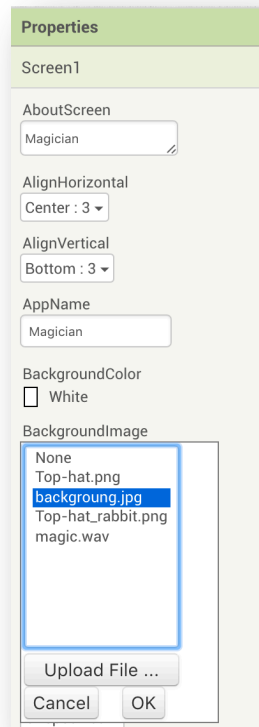 Properties
Screen1
AboutScreen
Magician
AlignHorizontal
Center : 3
AlignVertical
Bottom : 3
AppName
Magician
BackgroundColor
White
BackgroundImage
None
Top-hat.png
backgroung.jpg
Top-hat_rabbit.png
magic.wav
Upload File ...
Cancel OK